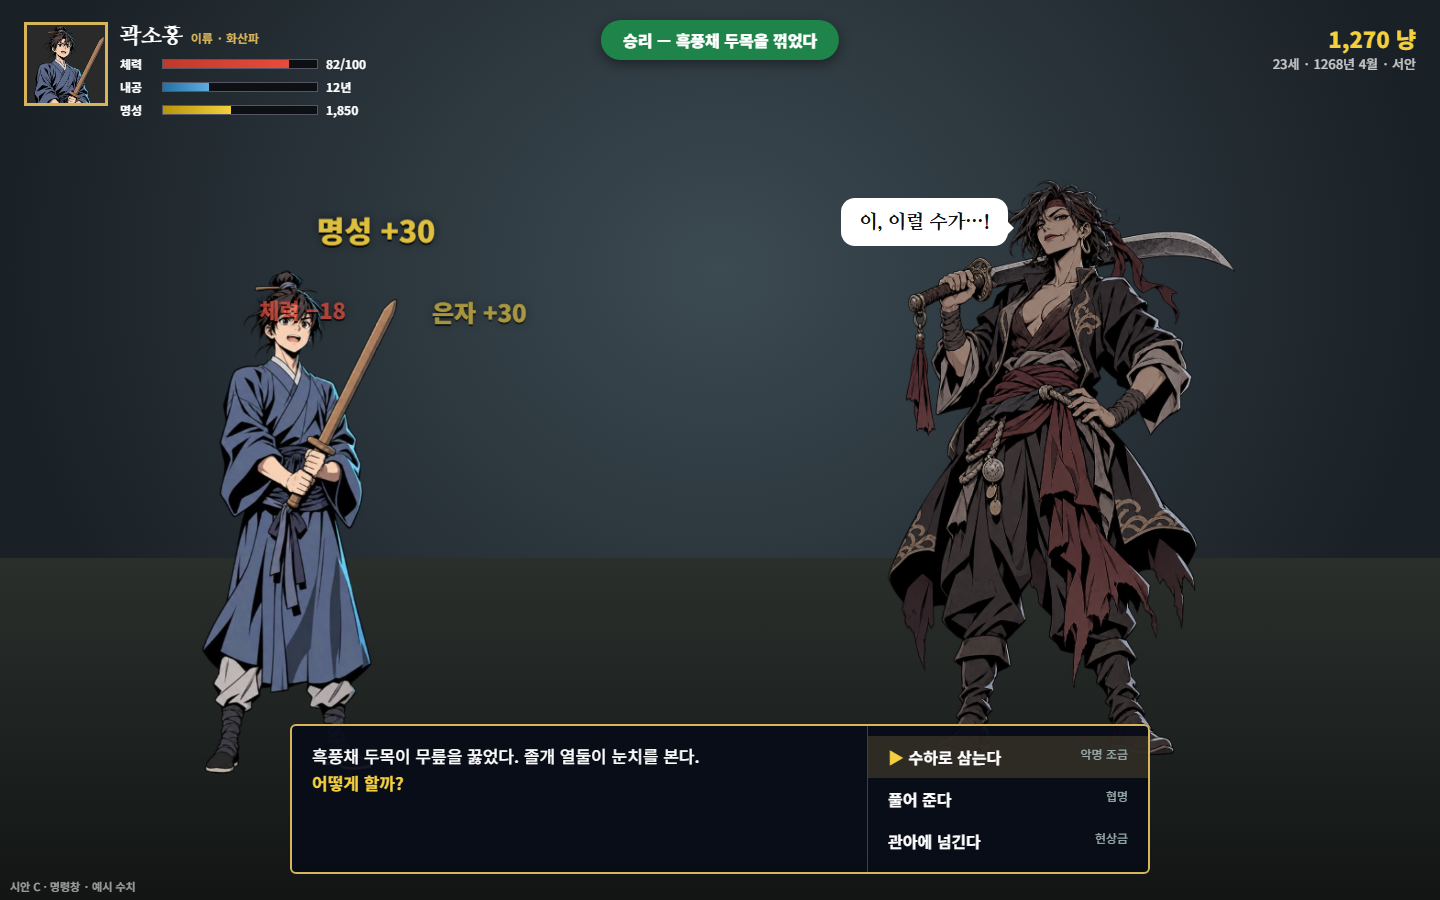 곽소홍 이류 · 화산파
체력 82/100
내공 12년
명성 1,850
승리 — 흑풍채 두목을 꺾었다
1,270 냥
23세 · 1268년 4월 · 서안
명성 +30
체력 −18
은자 +30
이, 이럴 수가…!
흑풍채 두목이 무릎을 꿇었다. 졸개 열둘이 눈치를 본다.
어떻게 할까?
▶ 수하로 삼는다 악명 조금
풀어 준다 협명
관아에 넘긴다 현상금
시안 C · 명령창 · 예시 수치